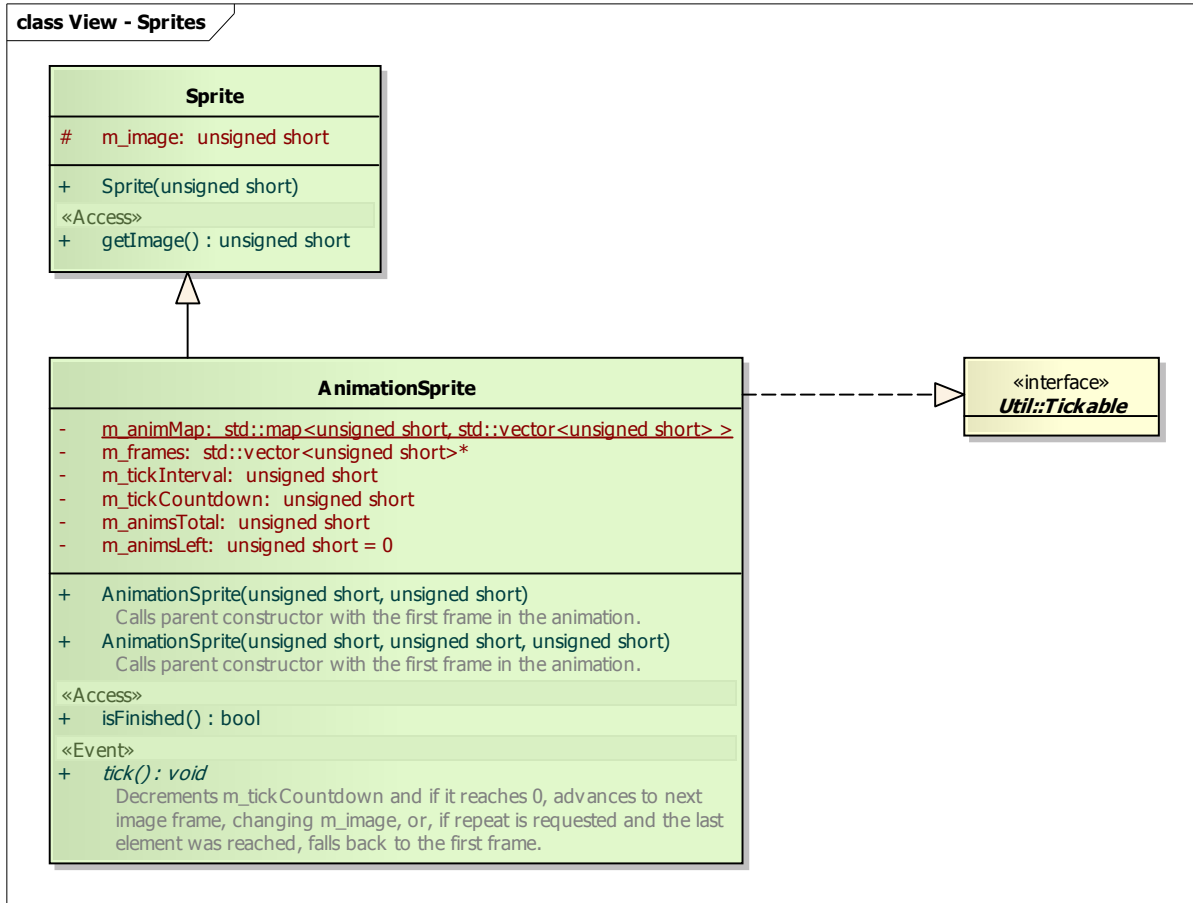 class View - Sprites
Sprite
# m_image: unsigned short
+ Sprite(unsigned short)
«Access»
+ getImage() : unsigned short
AnimationSprite
- m_animMap: std::map<unsigned short, std::vector<unsigned short> >
- m_frames: std::vector<unsigned short>*
- m_tickInterval: unsigned short
- m_tickCountdown: unsigned short
- m_animsTotal: unsigned short
- m_animsLeft: unsigned short = 0
+ AnimationSprite(unsigned short, unsigned short)
Calls parent constructor with the first frame in the animation.
+ AnimationSprite(unsigned short, unsigned short, unsigned short)
Calls parent constructor with the first frame in the animation.
«Access»
+ isFinished() : bool
«Event»
+ tick() : void
Decrements m_tickCountdown and if it reaches 0, advances to next
image frame, changing m_image, or, if repeat is requested and the last
element was reached, falls back to the first frame.
«interface»
Util::Tickable